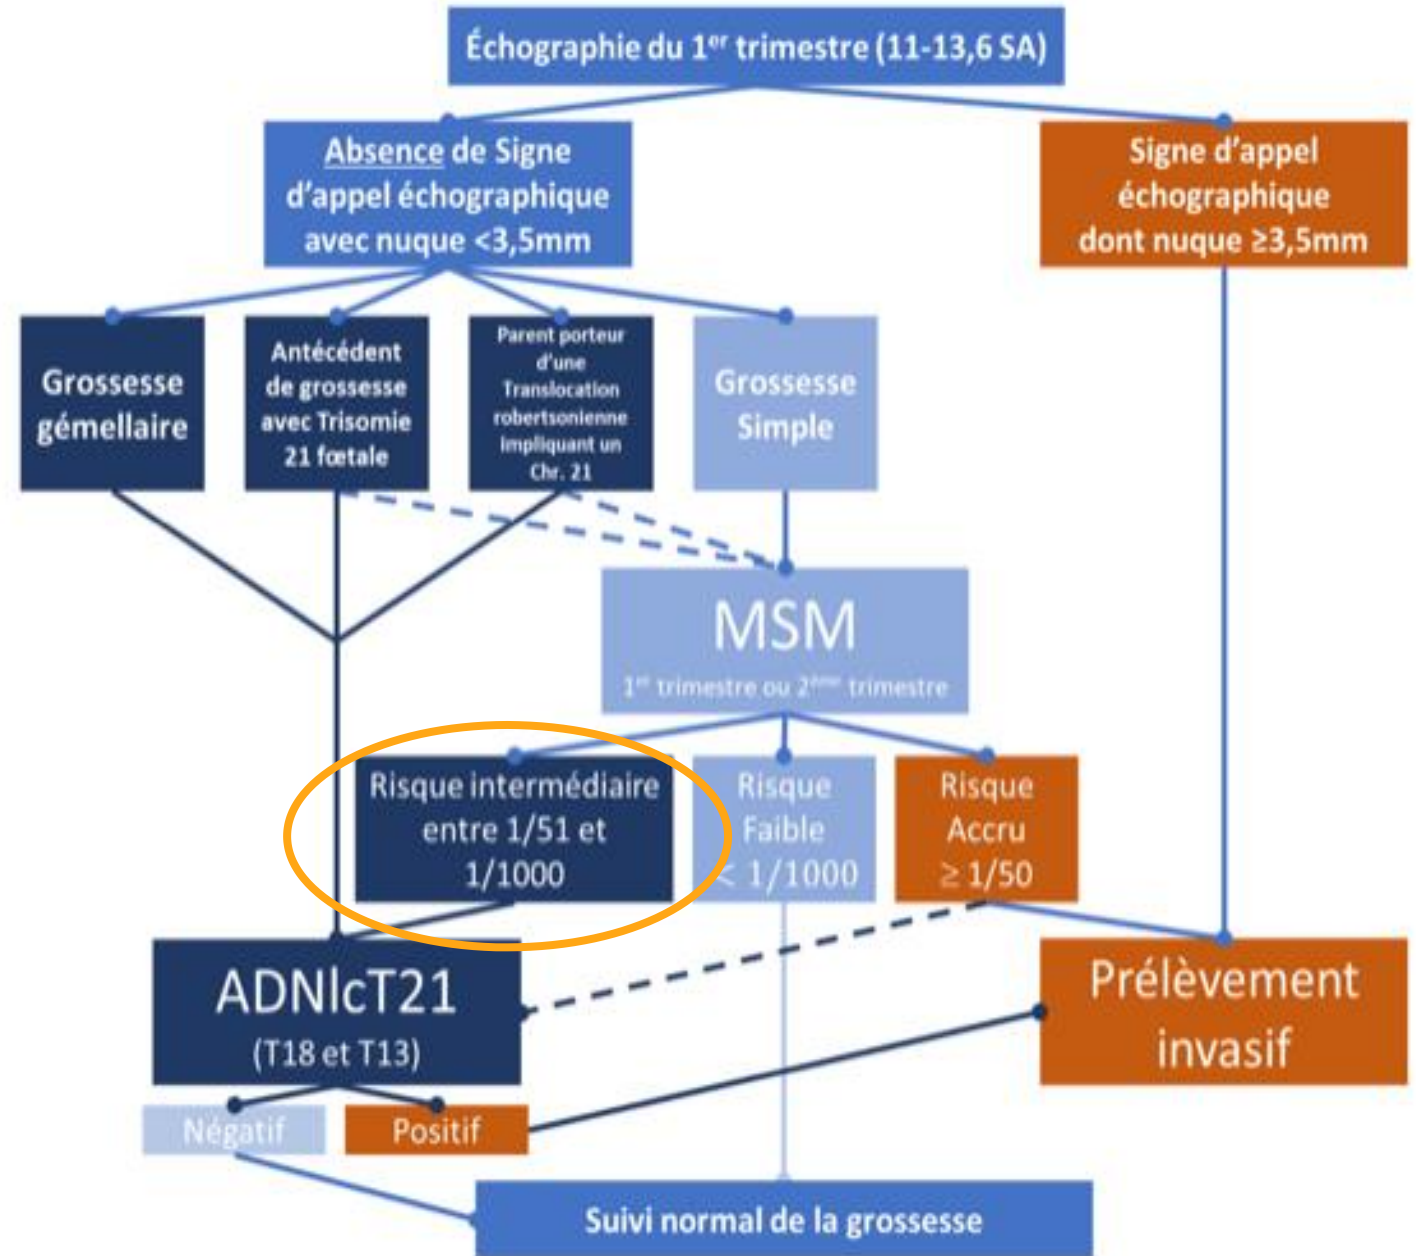 Échographie du 1er trimestre (11-13,6 SA)
Absence de Signe
d'appel échographique
avec nuque <3,5mm
Signe d'appel
échographique
dont nuque ≥3,5mm
Grossesse
gémellaire
Antécédent
de grossesse
avec Trisomie
21 fœtale
Parent porteur
d'une
Translocation
robertsonienne
Impliquant un
Chr. 21
Grossesse
Simple
MSM
1er trimestre ou 2ème trimestre
Risque intermédiaire
entre 1/51 et
1/1000
Risque
Faible
< 1/1000
Risque
Accru
≥ 1/50
ADNlcT21
(T18 et T13)
Prélèvement
invasif
Négatif
Positif
Suivi normal de la grossesse